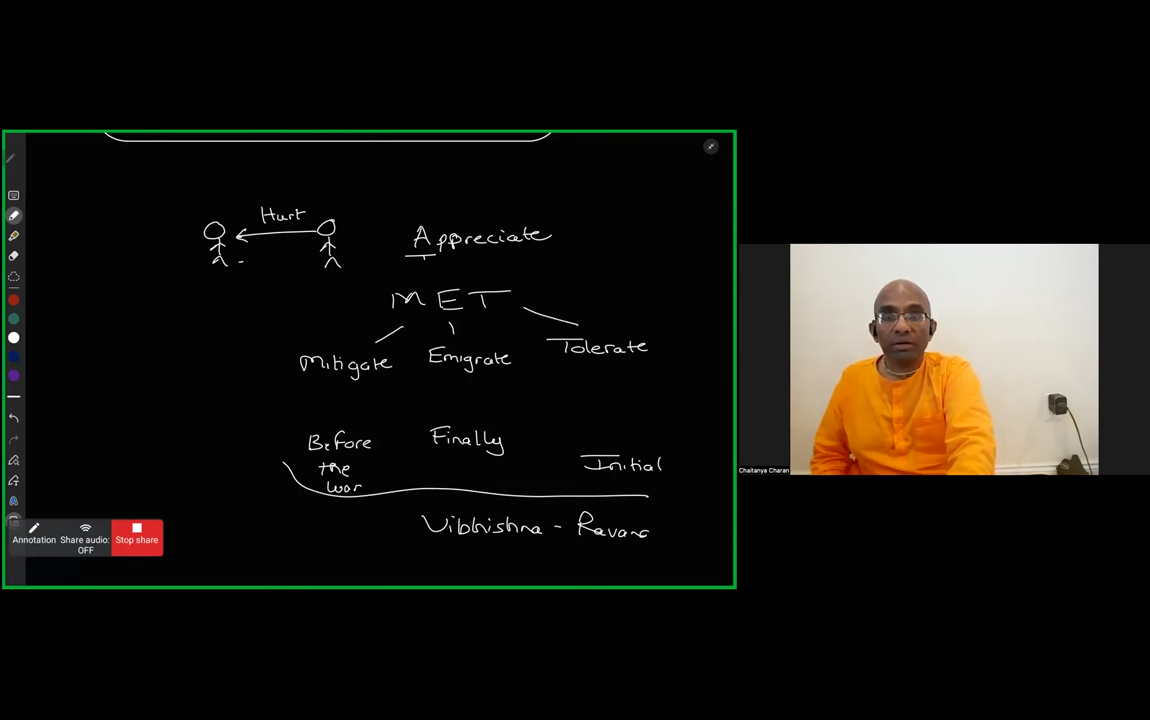 Hurt
Appreciate
MET
Mitigate Emigrate Tolerate
Before Finally Initial
the
war
Vibhishna - Ravana
Annotation Share audio: Stop share
OFF
Chaitanya Charan